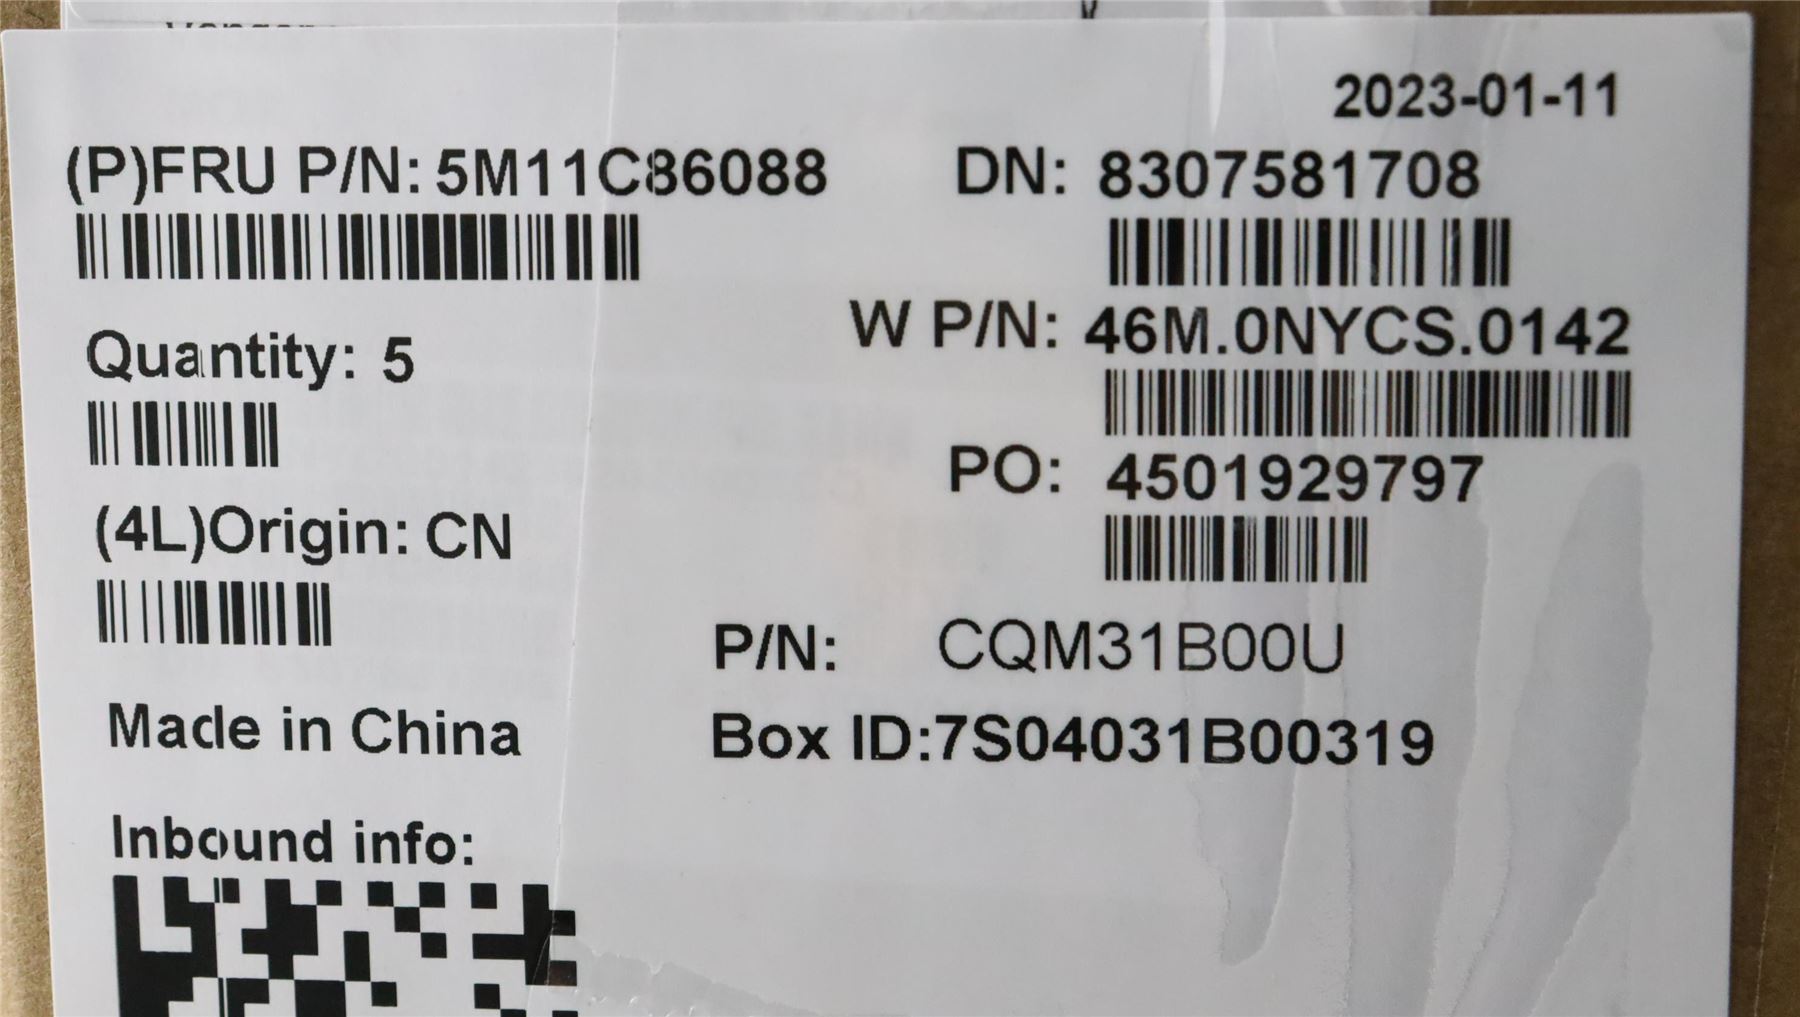 2023-01-11
(P)FRU P/N: 5M11C86088
DN: 8307581708
W P/N: 46M.0NYCS.0142
Quantity: 5
PO: 4501929797
(4L)Origin: CN
P/N: CQM31B00U
Made in China
Box ID:7S04031B00319
Inbound info: